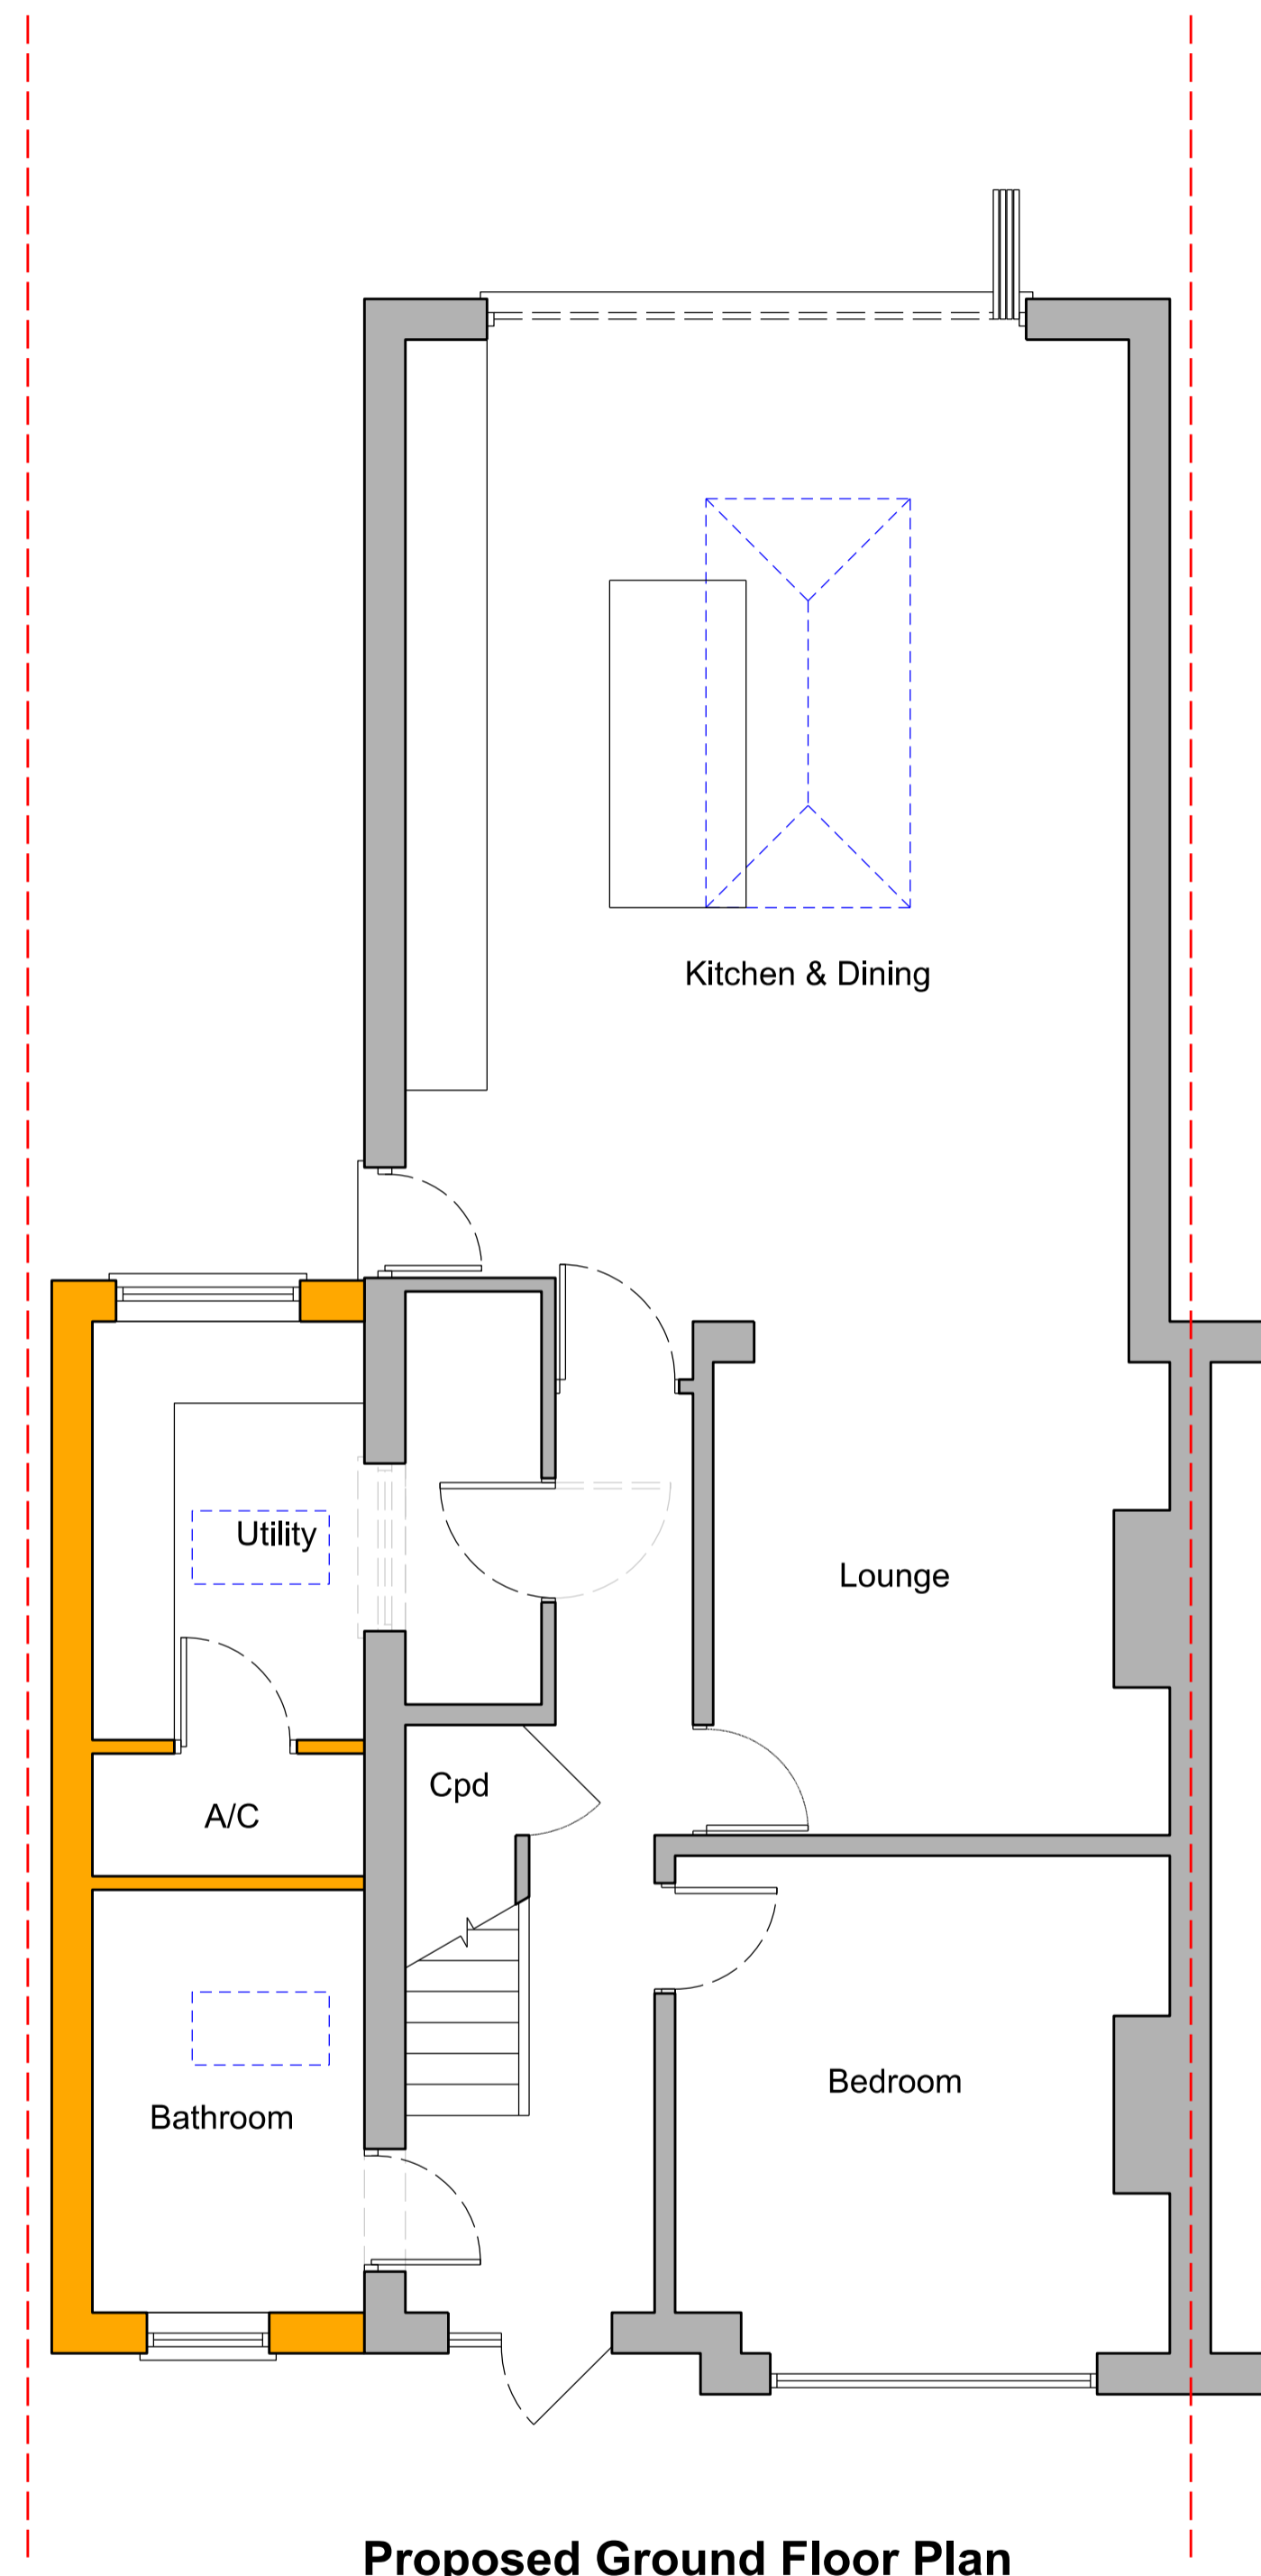 Kitchen & Dining
Utility
Lounge
Cpd
A/C
Bedroom
Bathroom
Proposed Ground Floor Plan